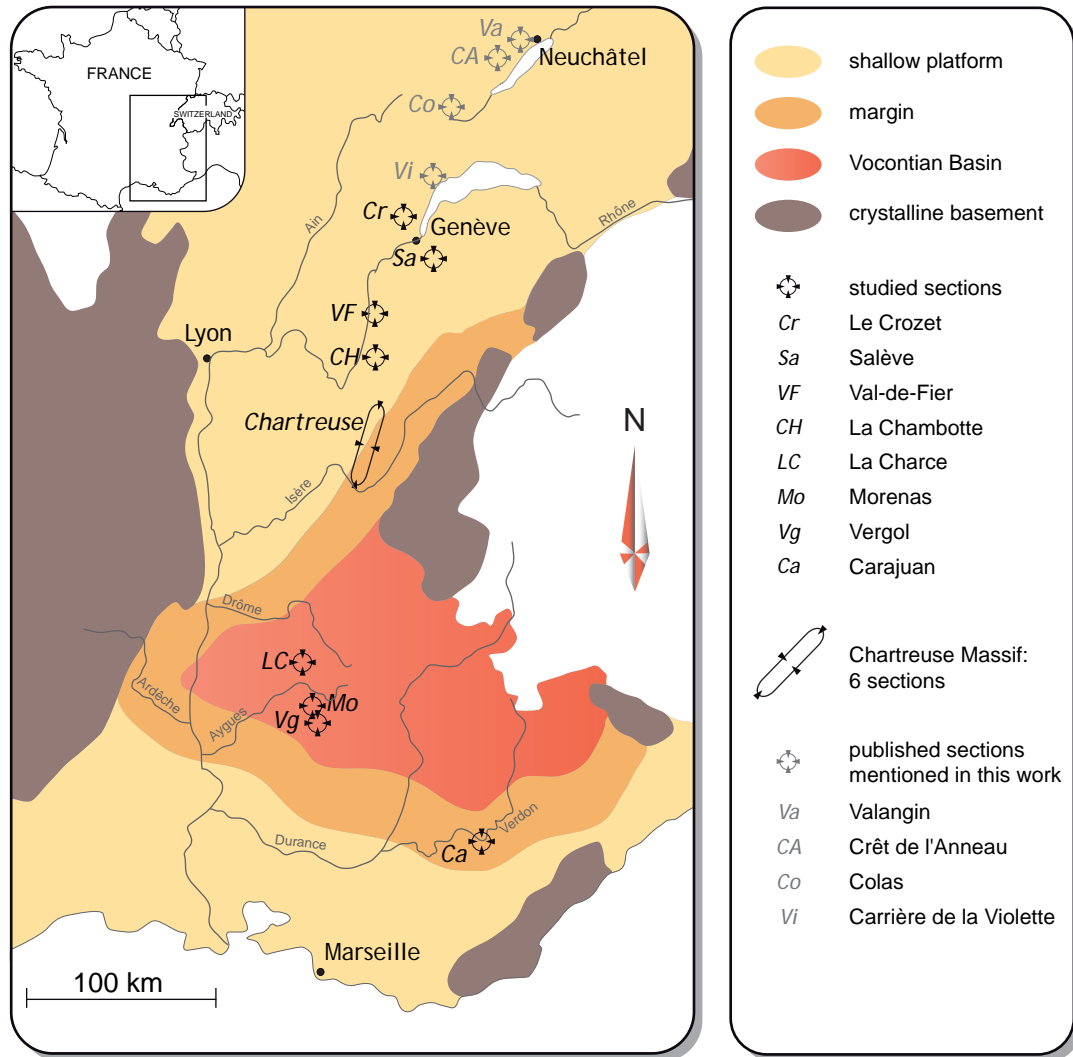 FRANCE
SWITZERLAND
Va
Neuchâtel
CA
Co
Vi
Ain
Cr
Rhône
Genève
Sa
VF
Lyon
CH
Chartreuse
N
Isère
Drôme
LC
Ardèche
Mo
Aygues
Vg
Verdon
Durance
Ca
Marseille
100 km
shallow platform
margin
Vocontian Basin
crystalline basement
studied sections
Cr Le Crozet
Sa Salève
VF Val-de-Fier
CH La Chambotte
LC La Charce
Mo Morenas
Vg Vergol
Ca Carajuan
Chartreuse Massif:
6 sections
published sections
mentioned in this work
Va Valangin
CA Crêt de l'Anneau
Co Colas
Vi Carrière de la Violette